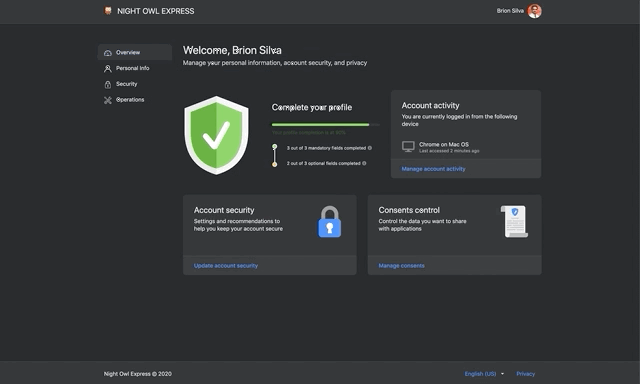 NIGHT OWL EXPRESS
Brion Silva
Overview
Personal Info
Security
Operations
Welcome, Brion Silva
Manage your personal information, account security, and privacy
Complete your profile
3 out of 3 mandatory fields completed
2 out of 3 optional fields completed
Account activity
You are currently logged in from the following
device
Chrome on Mac OS
Last accessed 2 minutes ago
Manage account activity
Account security
Settings and recommendations to
help you keep your account secure
Update account security
Consents control
Control the data you want to share
with applications
Manage consents
Night Owl Express © 2020
English (US)
Privacy